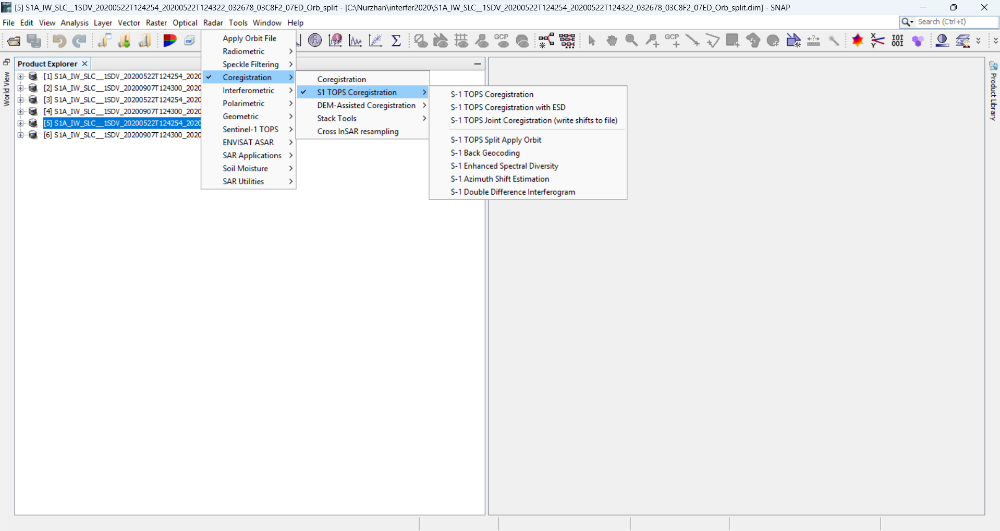 [5] S1A_IW_SLC__1SDV_20200522T124254_20200522T124322_032678_03C8F2_07ED_Orb_split - [C:\Nurzhan\interfer2020\S1A_IW_SLC__1SDV_20200522T124254_20200522T124322_032678_03C8F2_07ED_Orb_split.dim] - SNAP
File Edit View Analysis Layer Vector Raster Optical Radar Tools Window Help
Search (Ctrl+I)
GCP
GCP
Product Explorer
World View
Product Library
[1] S1A_IW_SLC__1SDV_20200522T124254_2020
[2] S1A_IW_SLC__1SDV_20200907T124300_2020
[3] S1A_IW_SLC__1SDV_20200522T124254_2020
[4] S1A_IW_SLC__1SDV_20200907T124300_2020
[5] S1A_IW_SLC__1SDV_20200522T124254_2020
[6] S1A_IW_SLC__1SDV_20200907T124300_2020
Apply Orbit File
Radiometric
Speckle Filtering
Coregistration
Interferometric
Polarimetric
Geometric
Sentinel-1 TOPS
ENVISAT ASAR
SAR Applications
Soil Moisture
SAR Utilities
Coregistration
S1 TOPS Coregistration
DEM-Assisted Coregistration
Stack Tools
Cross InSAR resampling
S-1 TOPS Coregistration
S-1 TOPS Coregistration with ESD
S-1 TOPS Joint Coregistration (write shifts to file)
S-1 TOPS Split Apply Orbit
S-1 Back Geocoding
S-1 Enhanced Spectral Diversity
S-1 Azimuth Shift Estimation
S-1 Double Difference Interferogram